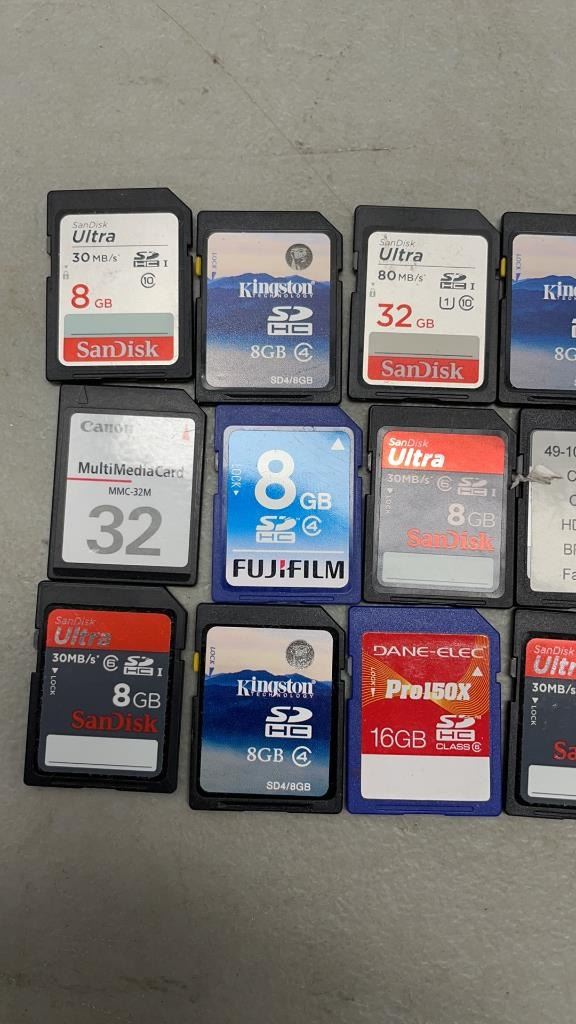 SanDisk
Ultra
30 MB/s*
SD HC I
10
8 GB
SanDisk
LOCK
Kingston
TECHNOLOGY
SD HC
8GB 4
SD4/8GB
SanDisk
Ultra
80 MB/s*
SD HC I
1 10
32 GB
SanDisk
LOCK
Canon
MultiMediaCard
MMC-32M
32
LOCK
8 GB
SD HC 4
FUJIFILM
SanDisk
Ultra
30MB/s* 6 SD HC I
LOCK
8GB
SanDisk
49-10
HD
SanDisk
Ultra
30MB/s* 6 SD HC I
LOCK
8GB
SanDisk
LOCK
Kingston
TECHNOLOGY
SD HC
8GB 4
SD4/8GB
DANE-ELEC
LOCK
Pro150X
16GB SD HC
CLASS 6
30MB/s
LOCK